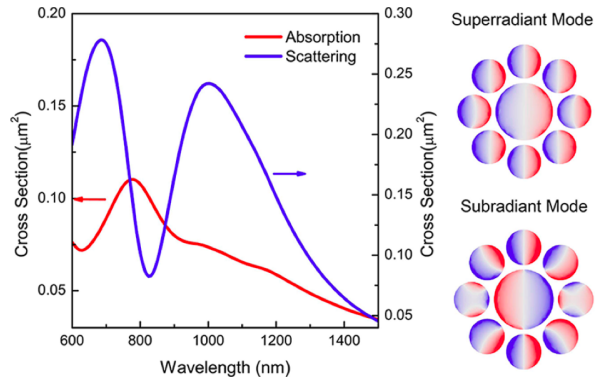 0.20
0.15
0.10
0.05
Cross Section(μm²)
Absorption
Scattering
0.30
0.25
0.20
0.15
0.10
0.05
Cross Section(μm²)
600 800 1000 1200 1400
Wavelength (nm)
Superradiant Mode
Subradiant Mode